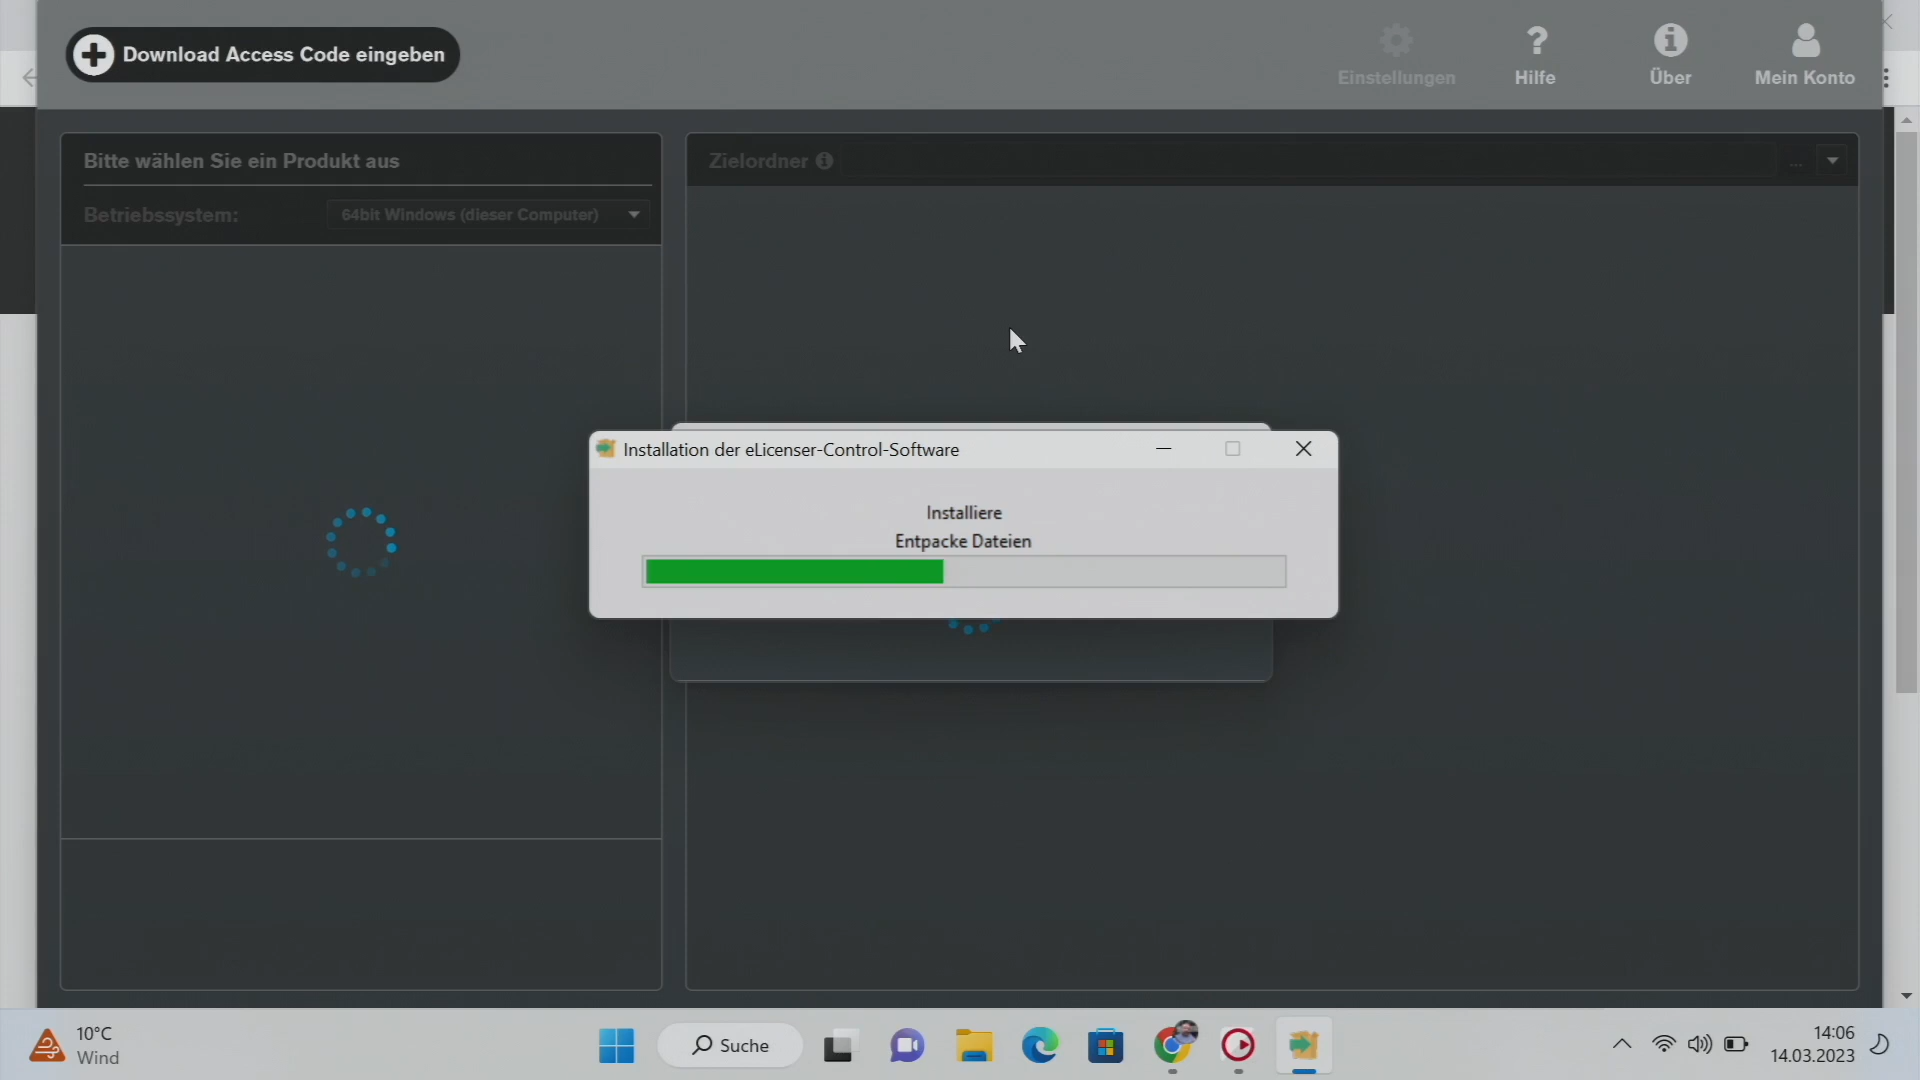 Download Access Code eingeben
Einstellungen
Hilfe
Über
Mein Konto
Bitte wählen Sie ein Produkt aus
Zielordner
...
Betriebssystem:
64bit Windows (dieser Computer)
Installation der eLicenser-Control-Software
Installiere
Entpacke Dateien
10°C
Wind
Suche
14:06
14.03.2023